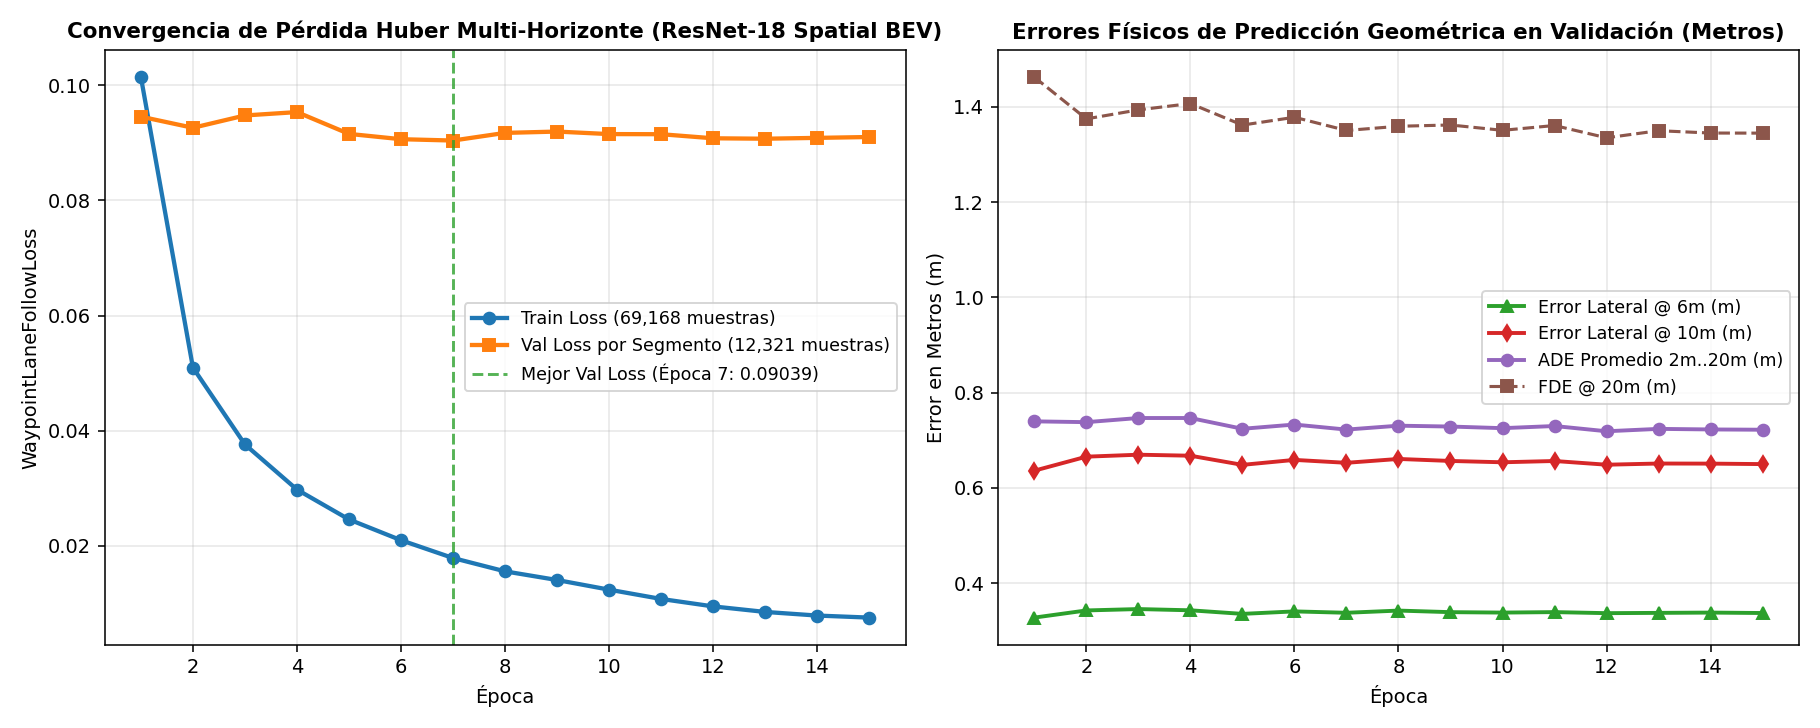 Convergencia de Pérdida Huber Multi-Horizonte (ResNet-18 Spatial BEV)
WaypointLaneFollowLoss
0.10
0.08
0.06
0.04
0.02
2 4 6 8 10 12 14
Época
Train Loss (69,168 muestras)
Val Loss por Segmento (12,321 muestras)
Mejor Val Loss (Época 7: 0.09039)
Errores Físicos de Predicción Geométrica en Validación (Metros)
Error en Metros (m)
1.4
1.2
1.0
0.8
0.6
0.4
2 4 6 8 10 12 14
Época
Error Lateral @ 6m (m)
Error Lateral @ 10m (m)
ADE Promedio 2m..20m (m)
FDE @ 20m (m)